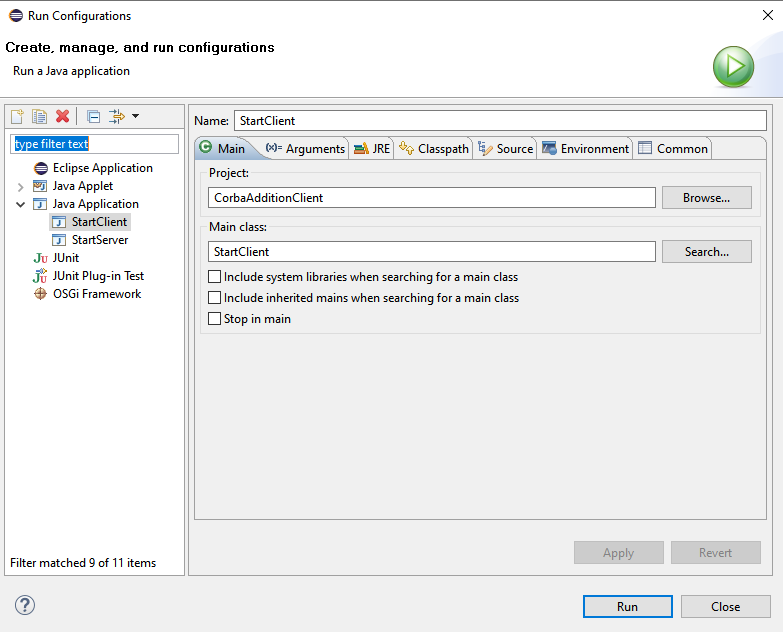 Run Configurations
Create, manage, and run configurations
Run a Java application
type filter text
Eclipse Application
Java Applet
Java Application
StartClient
StartServer
JUnit
JUnit Plug-in Test
OSGi Framework
Filter matched 9 of 11 items
Name: StartClient
Main (x)= Arguments JRE Classpath Source Environment Common
Project:
CorbaAdditionClient Browse...
Main class:
StartClient Search...
Include system libraries when searching for a main class
Include inherited mains when searching for a main class
Stop in main
Apply Revert
Run Close